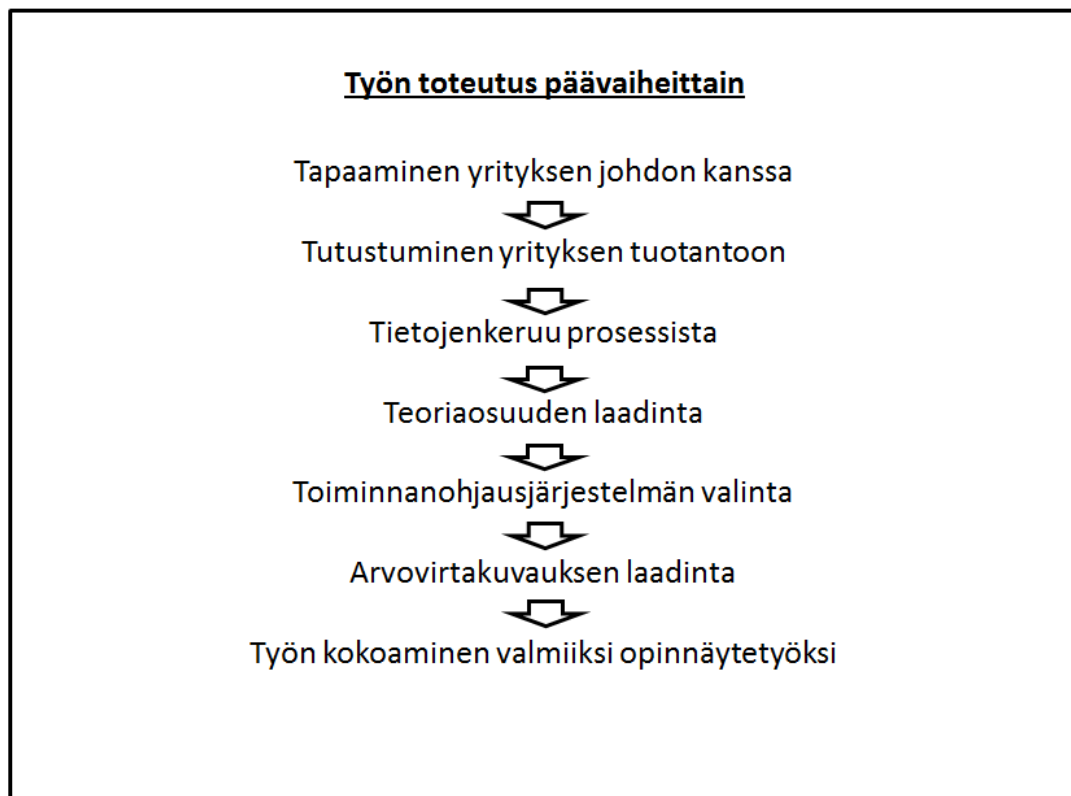 Työn toteutus päävaiheittain
Tapaaminen yrityksen johdon kanssa
Tutustuminen yrityksen tuotantoon
Tietojenkeruu prosessista
Teoriaosuuden laadinta
Toiminnanohjausjärjestelmän valinta
Arvovirtakuvauksen laadinta
Työn kokoaminen valmiiksi opinnäytetyöksi